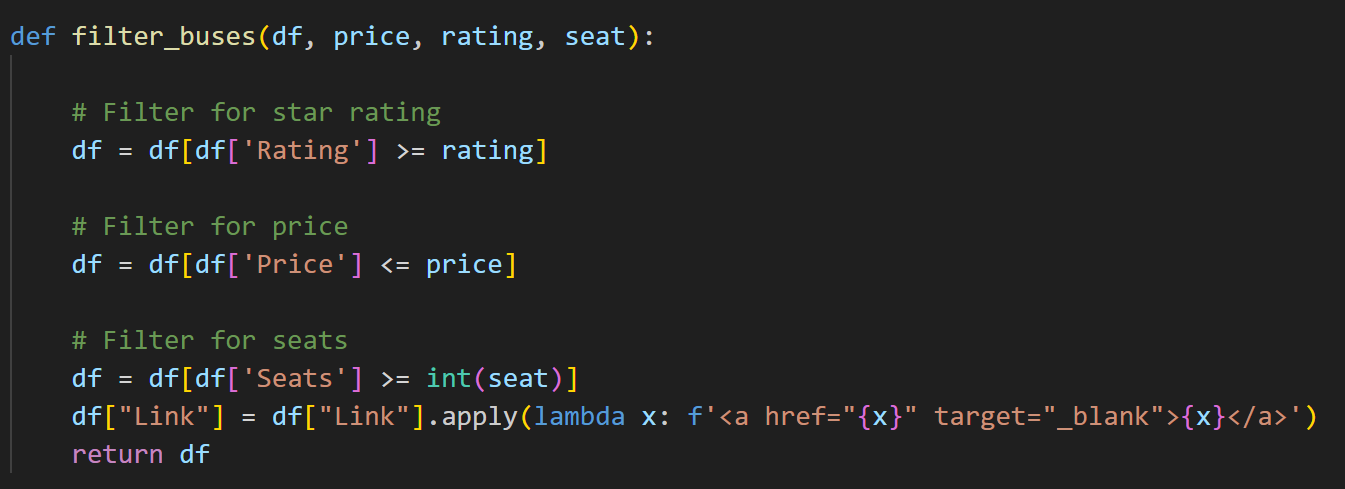 def filter_buses(df, price, rating, seat):
# Filter for star rating
df = df[df['Rating'] >= rating]
# Filter for price
df = df[df['Price'] <= price]
# Filter for seats
df = df[df['Seats'] >= int(seat)]
df["Link"] = df["Link"].apply(lambda x: f'<a href="{x}" target="_blank">{x}</a>')
return df